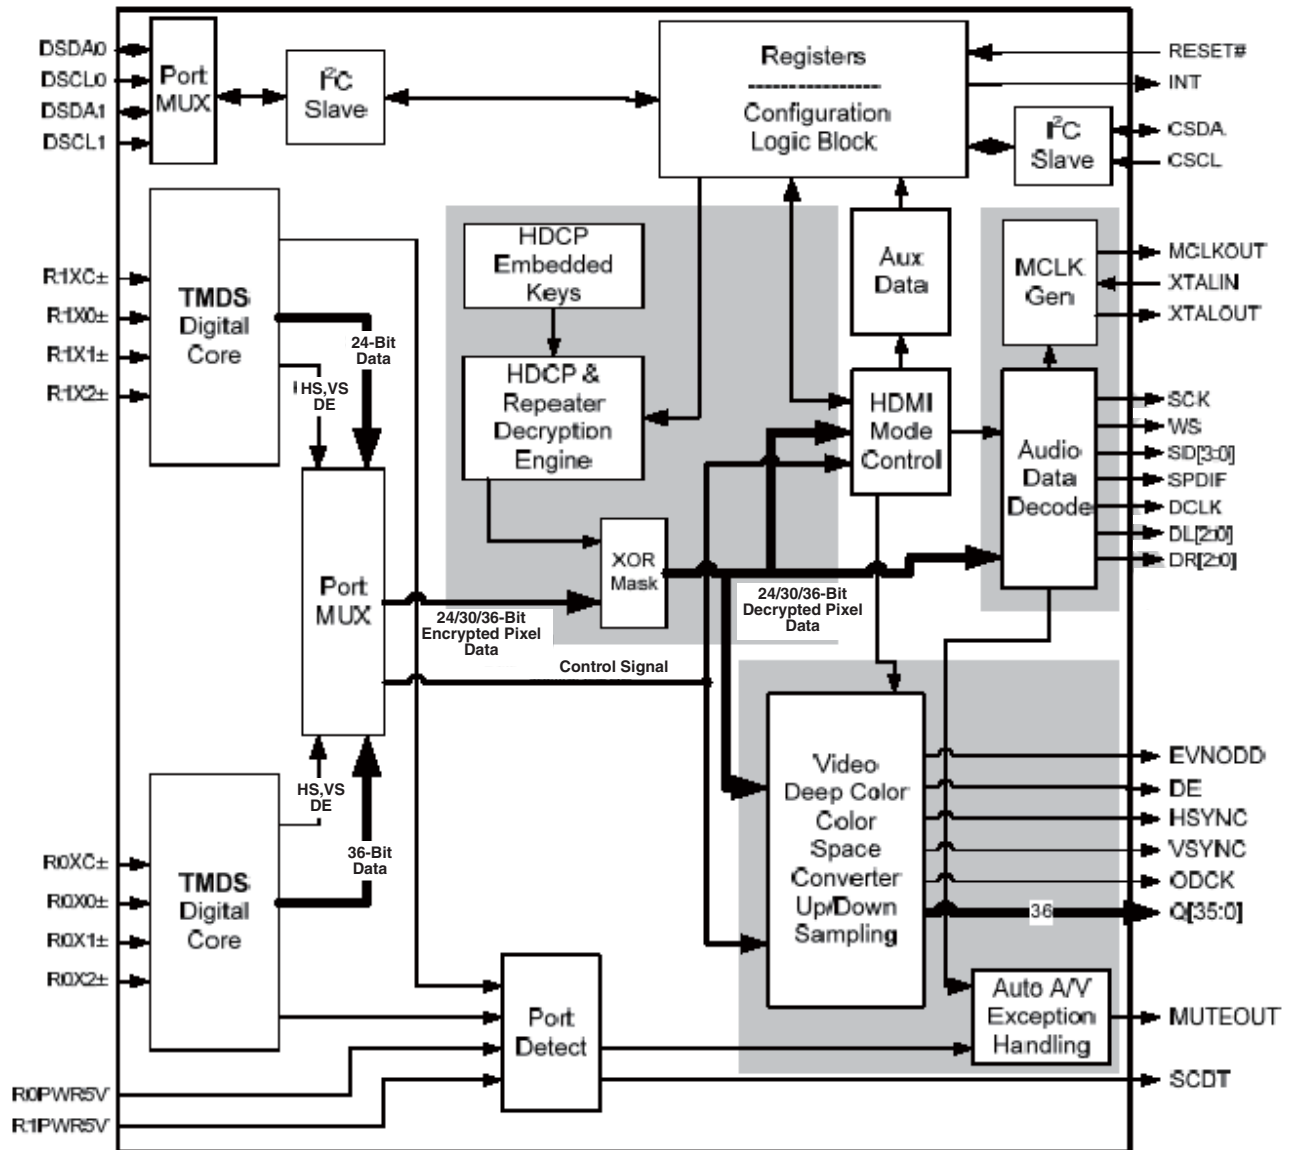 DSDA0
DSCL0
DSDA1
DSCL1
Port
MUX
I²C
Slave
Registers
Configuration
Logic Block
RESET#
INT
I²C
Slave
CSDA
CSCL
R1XC±
R1X0±
R1X1±
R1X2±
TMDS
Digital
Core
24-Bit
Data
HS,VS
DE
HDCP
Embedded
Keys
HDCP &
Repeater
Decryption
Engine
XOR
Mask
Aux
Data
HDMI
Mode
Control
MCLK
Gen
MCLKOUT
XTALIN
XTALOUT
Audio
Data
Decode
SCK
WS
SD[3:0]
SPDIF
DCLK
DL[2:0]
DR[2:0]
Port
MUX
24/30/36-Bit
Encrypted Pixel
Data
24/30/36-Bit
Decrypted Pixel
Data
Control Signal
HS,VS
DE
36-Bit
Data
R0XC±
R0X0±
R0X1±
R0X2±
TMDS
Digital
Core
Video
Deep Color
Color
Space
Converter
Up/Down
Sampling
EVNODD
DE
HSYNC
VSYNC
ODCK
36
Q[35:0]
Port
Detect
Auto A/V
Exception
Handling
MUTEOUT
SCDT
R0PWR5V
R1PWR5V